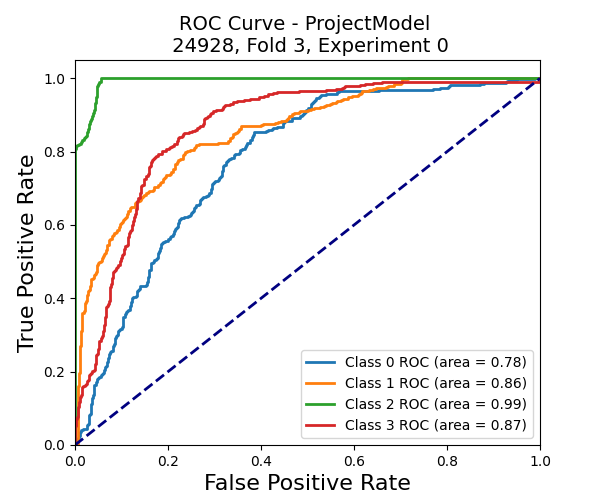 ROC Curve - ProjectModel
24928, Fold 3, Experiment 0
True Positive Rate
1.0
0.8
0.6
0.4
0.2
0.0
Class 0 ROC (area = 0.78)
Class 1 ROC (area = 0.86)
Class 2 ROC (area = 0.99)
Class 3 ROC (area = 0.87)
0.0 0.2 0.4 0.6 0.8 1.0
False Positive Rate